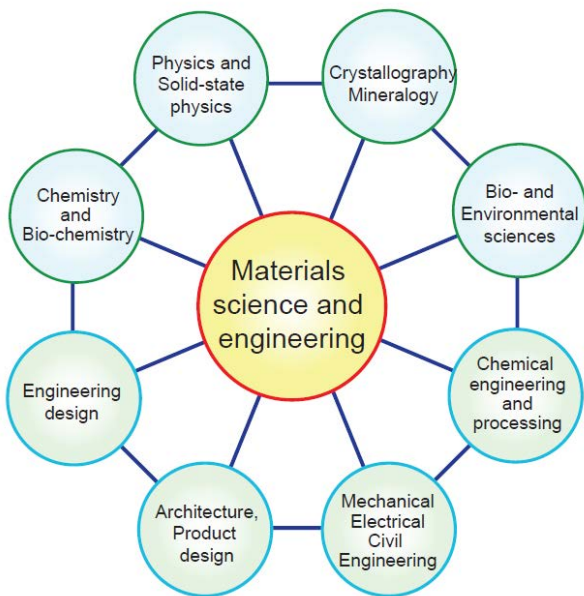 Physics and
Solid-state
physics
Crystallography
Mineralogy
Chemistry
and
Bio-chemistry
Bio- and
Environmental
sciences
Materials
science and
engineering
Engineering
design
Chemical
engineering
and
processing
Architecture,
Product
design
Mechanical
Electrical
Civil
Engineering